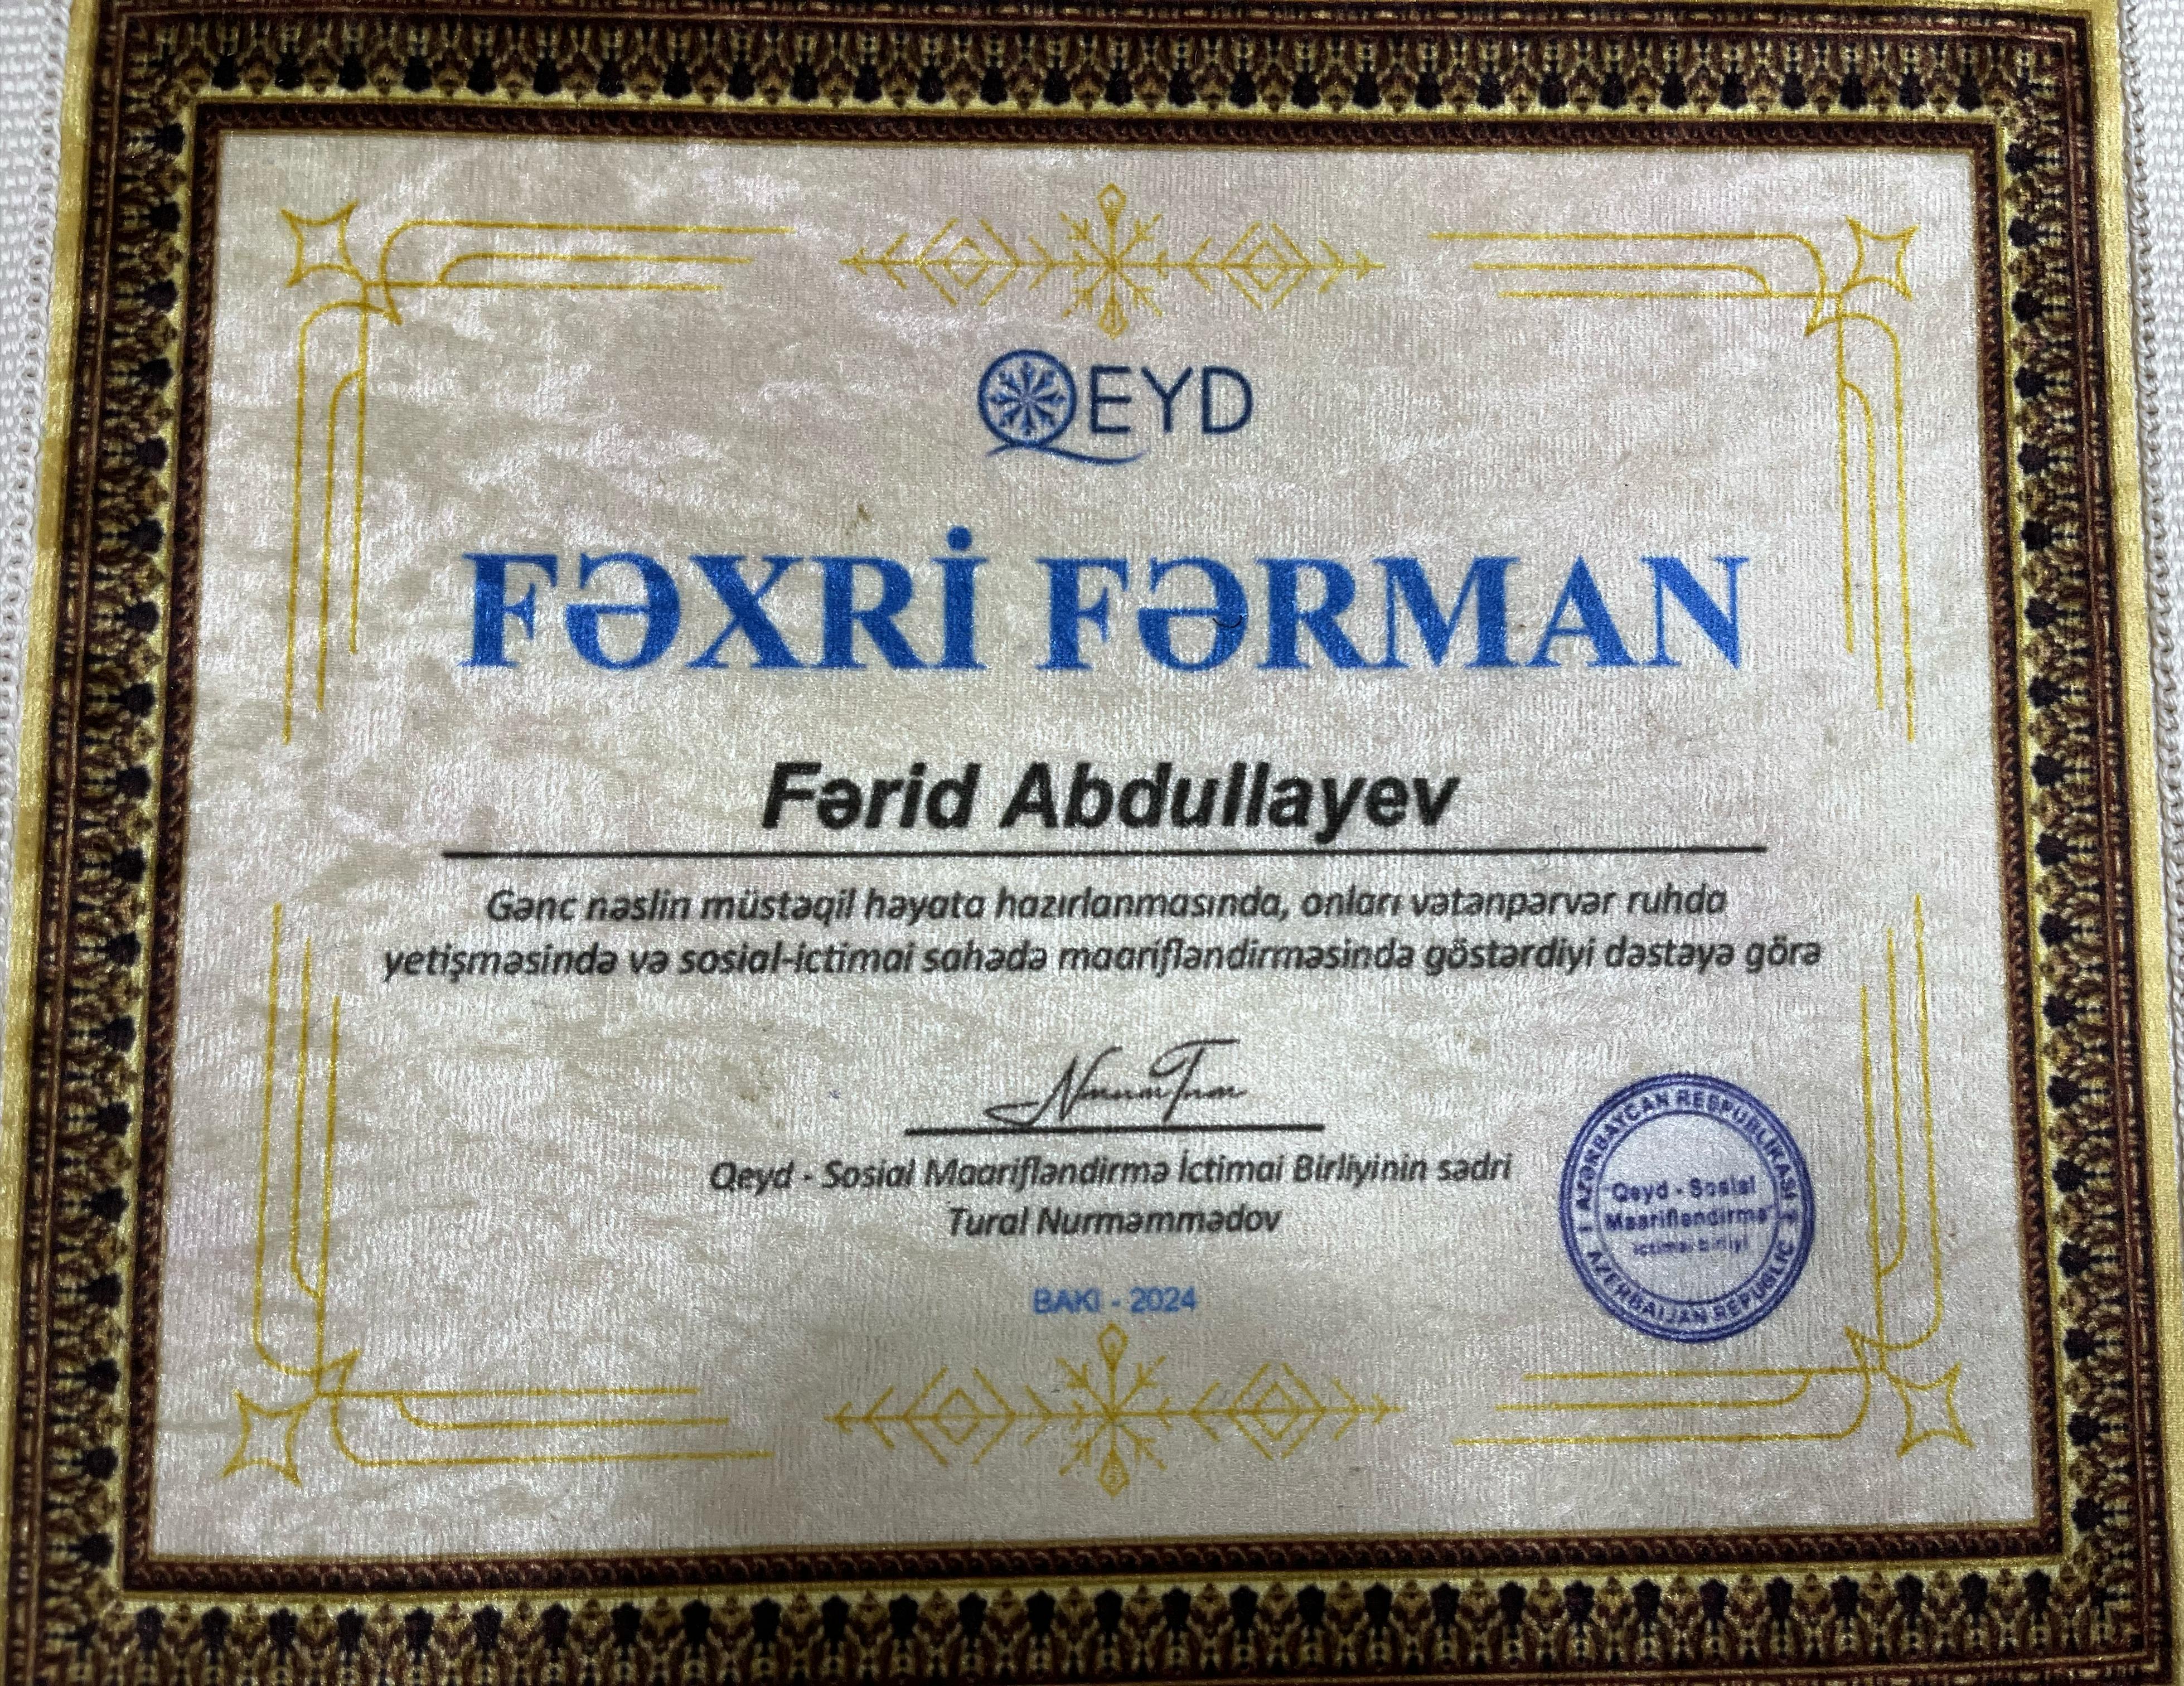 QEYD
FƏXRİ FƏRMAN
Fərid Abdullayev
Gənc nəslin müstəqil həyata hazırlanmasında, onları vətənpərvər ruhda
yetişməsində və sosial-ictimai sahədə maarifləndirməsində göstərdiyi dəstəyə görə
Qeyd - Sosial Maarifləndirmə İctimai Birliyinin sədri
Tural Nurməmmədov
BAKI - 2024
AZƏRBAYCAN RESPUBLİKASI
Qeyd - Sosial
Maarifləndirmə
ictimai birliyi
AZERBAIJAN REPUBLIC